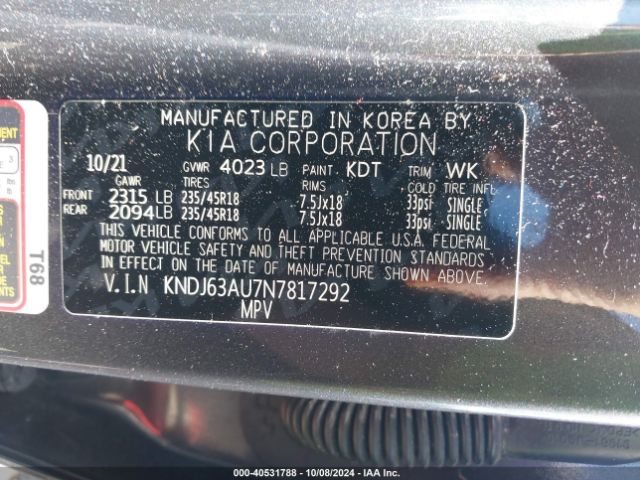 MANUFACTURED IN KOREA BY
KIA CORPORATION
10/21 GVWR 4023 LB PAINT KDT TRIM WK
GAWR TIRES RIMS COLD TIRE INFL
FRONT 2315 LB 235/45R18 7.5Jx18 33psi SINGLE
REAR 2094 LB 235/45R18 7.5Jx18 33psi SINGLE
THIS VEHICLE CONFORMS TO ALL APPLICABLE U.S.A. FEDERAL
MOTOR VEHICLE SAFETY AND THEFT PREVENTION STANDARDS
IN EFFECT ON THE DATE OF MANUFACTURE SHOWN ABOVE.
V.I.N KNDJ63AU7N7817292
MPV
T68
000-40531788 - 10/08/2024 - IAA Inc.